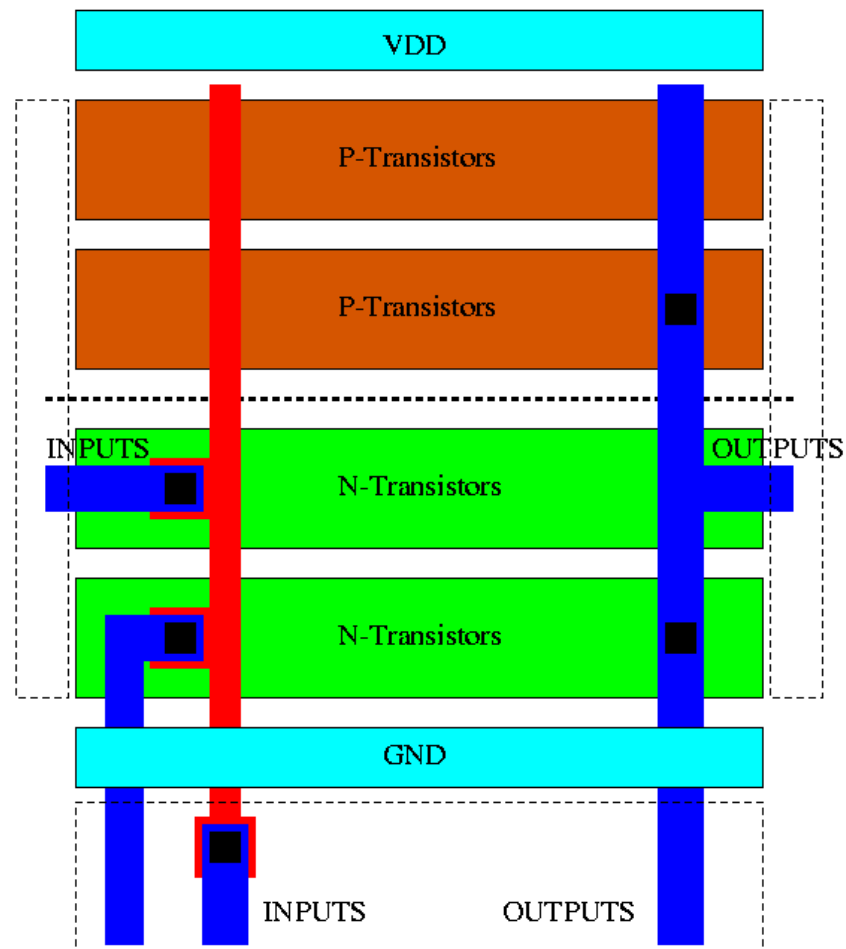 VDD
P-Transistors
P-Transistors
INPUTS
OUTPUTS
N-Transistors
N-Transistors
GND
INPUTS
OUTPUTS